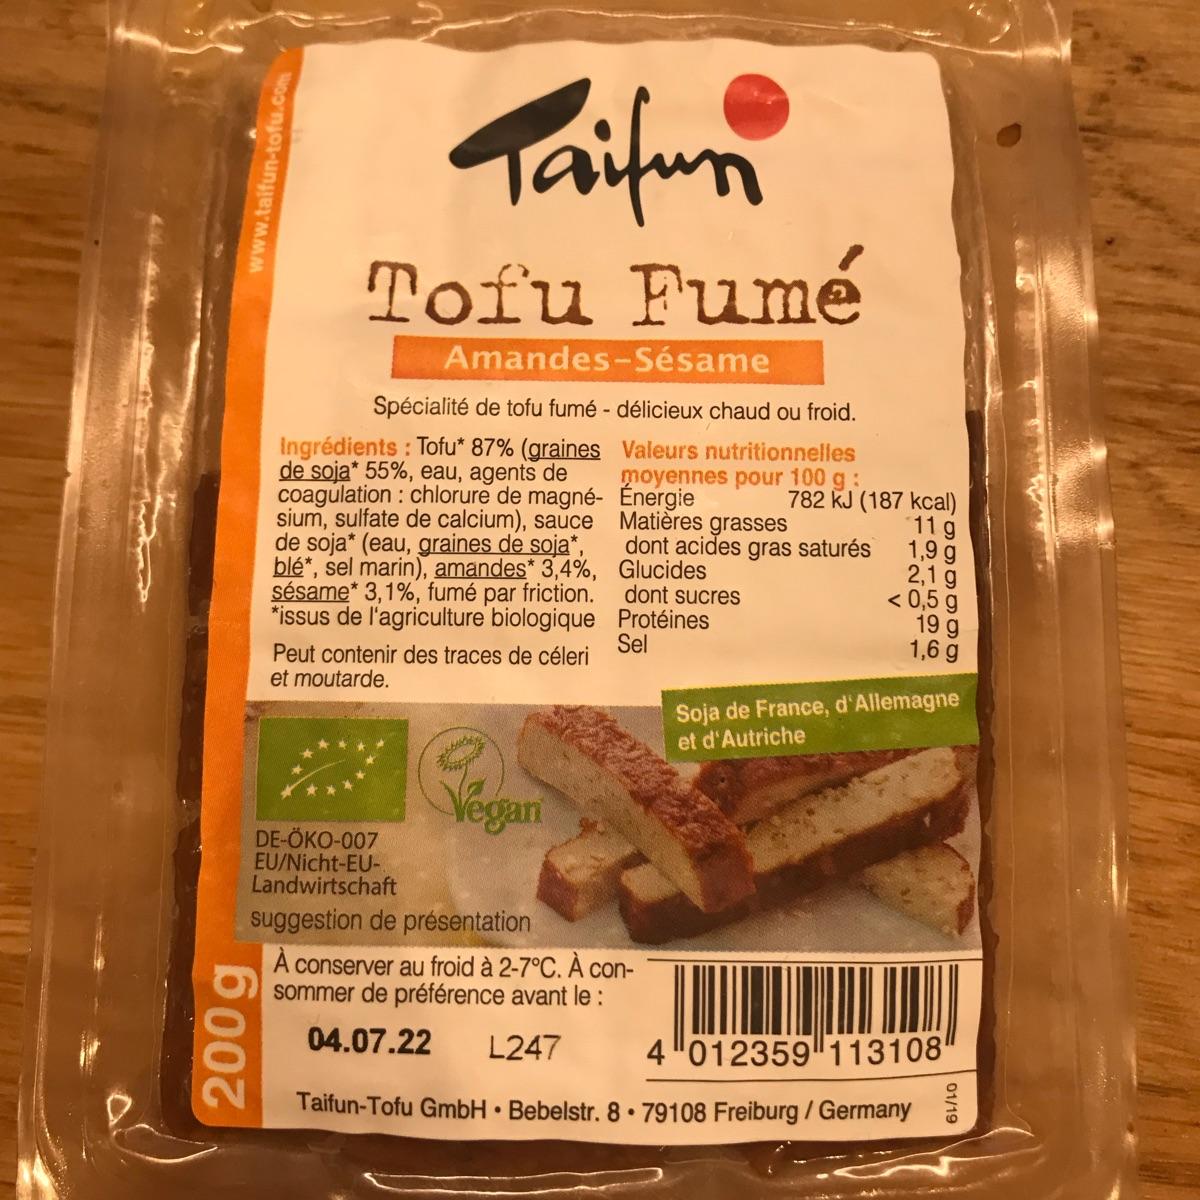 www.taifun-tofu.com
Taifun
Tofu Fumé
Amandes-Sésame
Spécialité de tofu fumé - délicieux chaud ou froid.
Ingrédients : Tofu* 87% (graines
de soja* 55%, eau, agents de
coagulation : chlorure de magné-
sium, sulfate de calcium), sauce
de soja* (eau, graines de soja*,
blé*, sel marin), amandes* 3,4%,
sésame* 3,1%, fumé par friction.
*issus de l'agriculture biologique
Peut contenir des traces de céleri
et moutarde.
Valeurs nutritionnelles
moyennes pour 100 g :
Énergie 782 kJ (187 kcal)
Matières grasses 11 g
dont acides gras saturés 1,9 g
Glucides 2,1 g
dont sucres < 0,5 g
Protéines 19 g
Sel 1,6 g
Soja de France, d'Allemagne
et d'Autriche
Vegan
DE-ÖKO-007
EU/Nicht-EU-
Landwirtschaft
suggestion de présentation
200g
À conserver au froid à 2-7°C. À con-
sommer de préférence avant le :
04.07.22 L247
4 012359 113108
01/19
Taifun-Tofu GmbH • Bebelstr. 8 • 79108 Freiburg / Germany